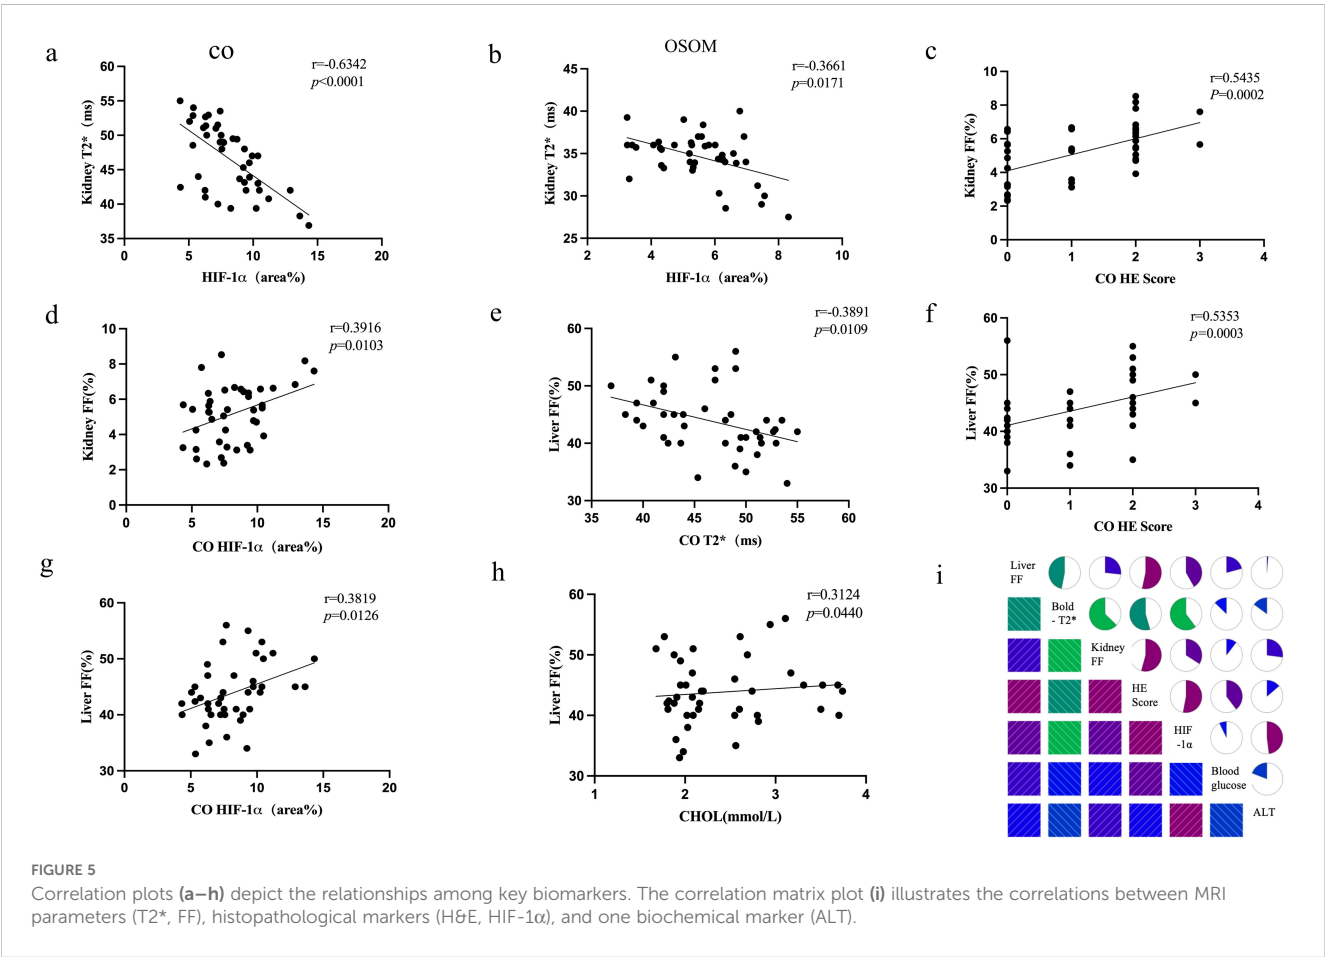 a
CO
r=-0.6342
p<0.0001
Kidney T2* (ms)
60
55
50
45
40
35
0
5
10
15
20
HIF-1α (area%)
b
OSOM
r=-0.3661
p=0.0171
Kidney T2* (ms)
45
40
35
30
25
2
4
6
8
10
HIF-1α (area%)
c
r=0.5435
P=0.0002
Kidney FF(%)
10
8
6
4
2
0
0
1
2
3
4
CO HE Score
d
r=0.3916
p=0.0103
Kidney FF(%)
10
8
6
4
2
0
0
5
10
15
20
CO HIF-1α (area%)
e
r=-0.3891
p=0.0109
Liver FF(%)
60
50
40
30
35
40
45
50
55
60
CO T2* (ms)
f
r=0.5353
p=0.0003
Liver FF(%)
60
50
40
30
0
1
2
3
4
CO HE Score
g
r=0.3819
p=0.0126
Liver FF(%)
60
50
40
30
0
5
10
15
20
CO HIF-1α (area%)
h
r=0.3124
p=0.0440
Liver FF(%)
60
50
40
30
1
2
3
4
CHOL(mmol/L)
i
Liver
FF
Bold
- T2*
Kidney
FF
HE
Score
HIF
-1α
Blood
glucose
ALT
FIGURE 5
Correlation plots (a–h) depict the relationships among key biomarkers. The correlation matrix plot (i) illustrates the correlations between MRI
parameters (T2*, FF), histopathological markers (H&E, HIF-1α), and one biochemical marker (ALT).